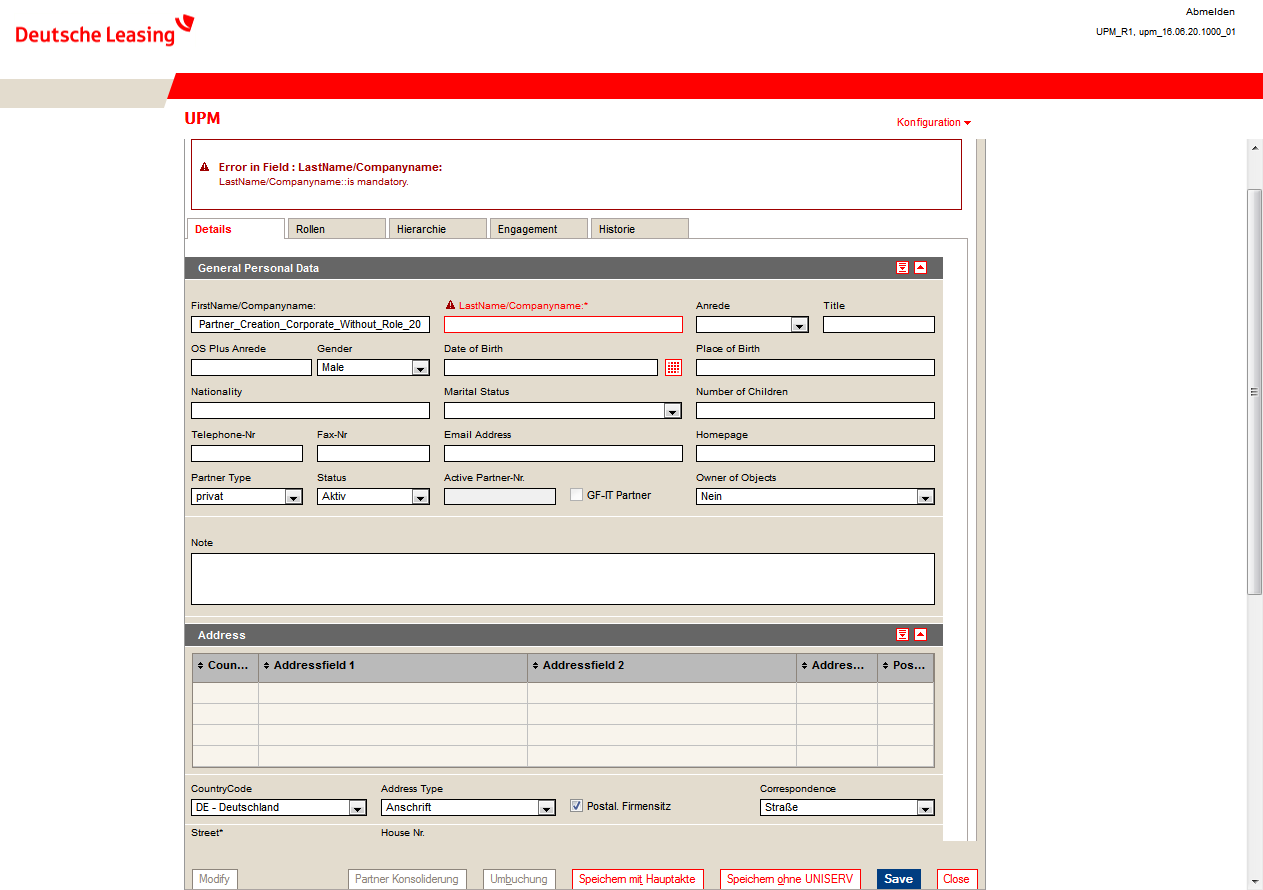 Abmelden
Deutsche Leasing
UPM_R1, upm_16.06.20.1000_01
UPM
Konfiguration
Error in Field : LastName/Companyname:
LastName/Companyname::is mandatory.
Details Rollen Hierarchie Engagement Historie
General Personal Data
FirstName/Companyname: LastName/Companyname:* Anrede Title
Partner_Creation_Corporate_Without_Role_20
OS Plus Anrede Gender Date of Birth Place of Birth
Male
Nationality Marital Status Number of Children
Telephone-Nr Fax-Nr Email Address Homepage
Partner Type Status Active Partner-Nr. Owner of Objects
privat Aktiv GF-IT Partner Nein
Note
Address
Coun... Addressfield 1 Addressfield 2 Addres... Pos...
CountryCode Address Type Correspondence
DE - Deutschland Anschrift Postal. Firmensitz Straße
Street* House Nr.
Modify Partner Konsolidierung Umbuchung Speichern mit Hauptakte Speichern ohne UNISERV Save Close